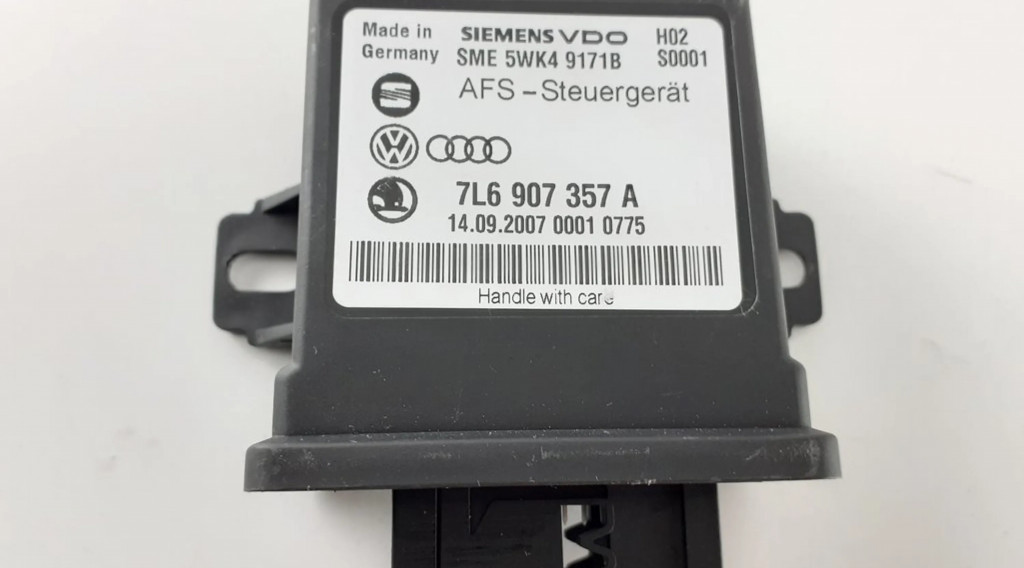 Made in
Germany
SIEMENS VDO H02
SME 5WK4 9171B S0001
AFS-Steuergerät
7L6 907 357 A
14.09.2007 0001 0775
Handle with care